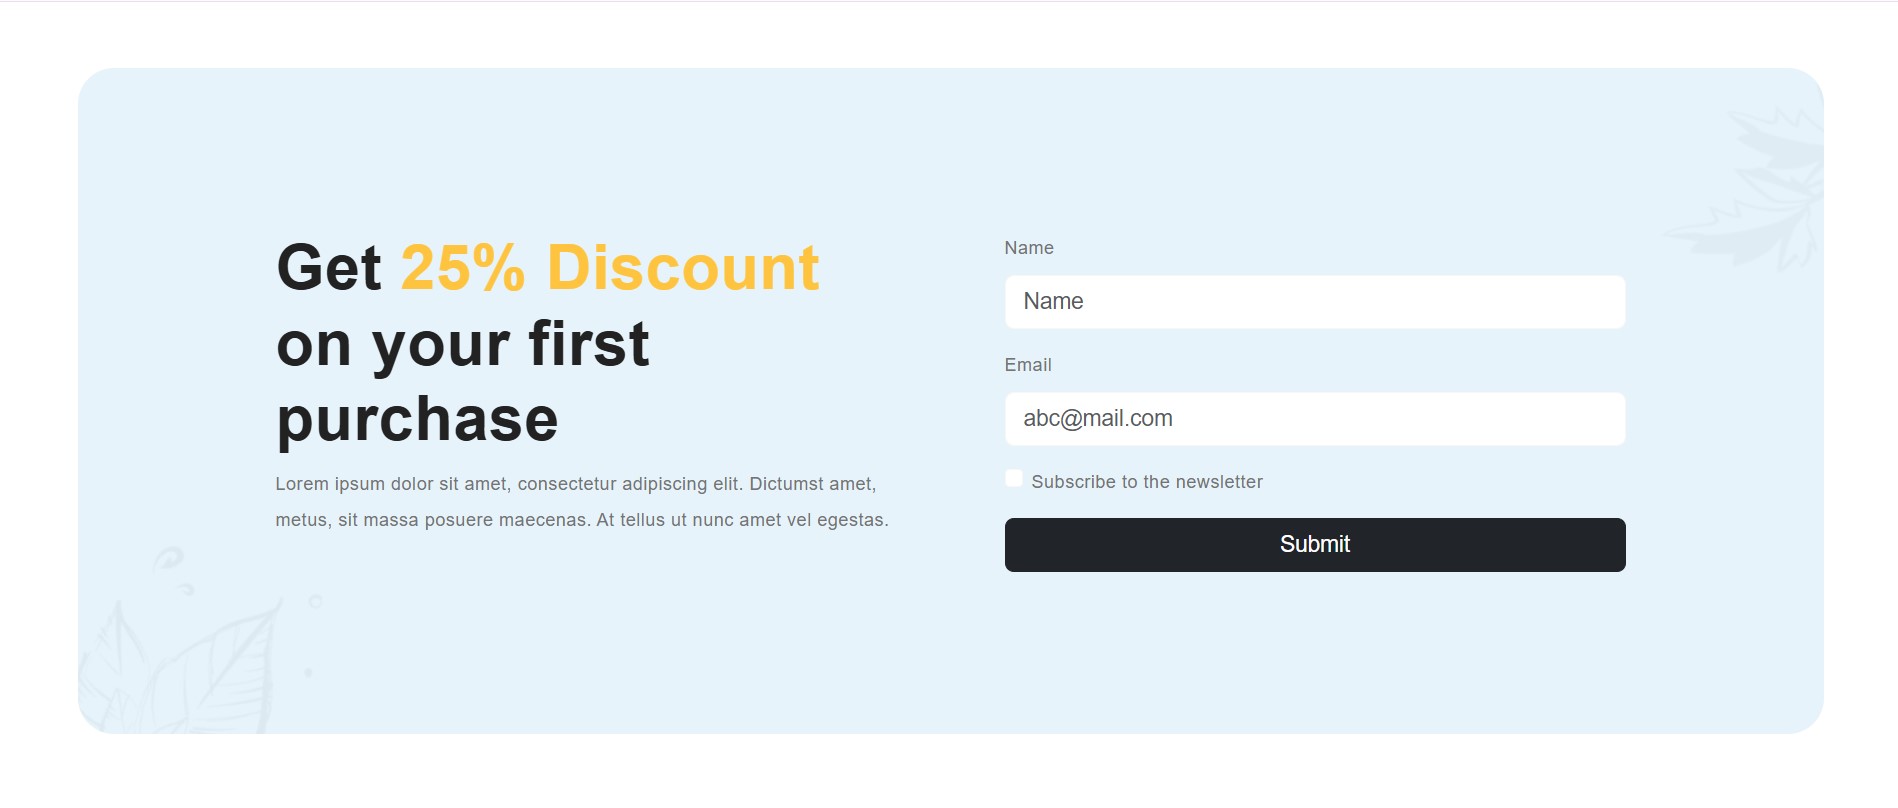 Get 25% Discount
on your first
purchase
Lorem ipsum dolor sit amet, consectetur adipiscing elit. Dictumst amet,
metus, sit massa posuere maecenas. At tellus ut nunc amet vel egestas.
Name
Name
Email
abc@mail.com
Subscribe to the newsletter
Submit